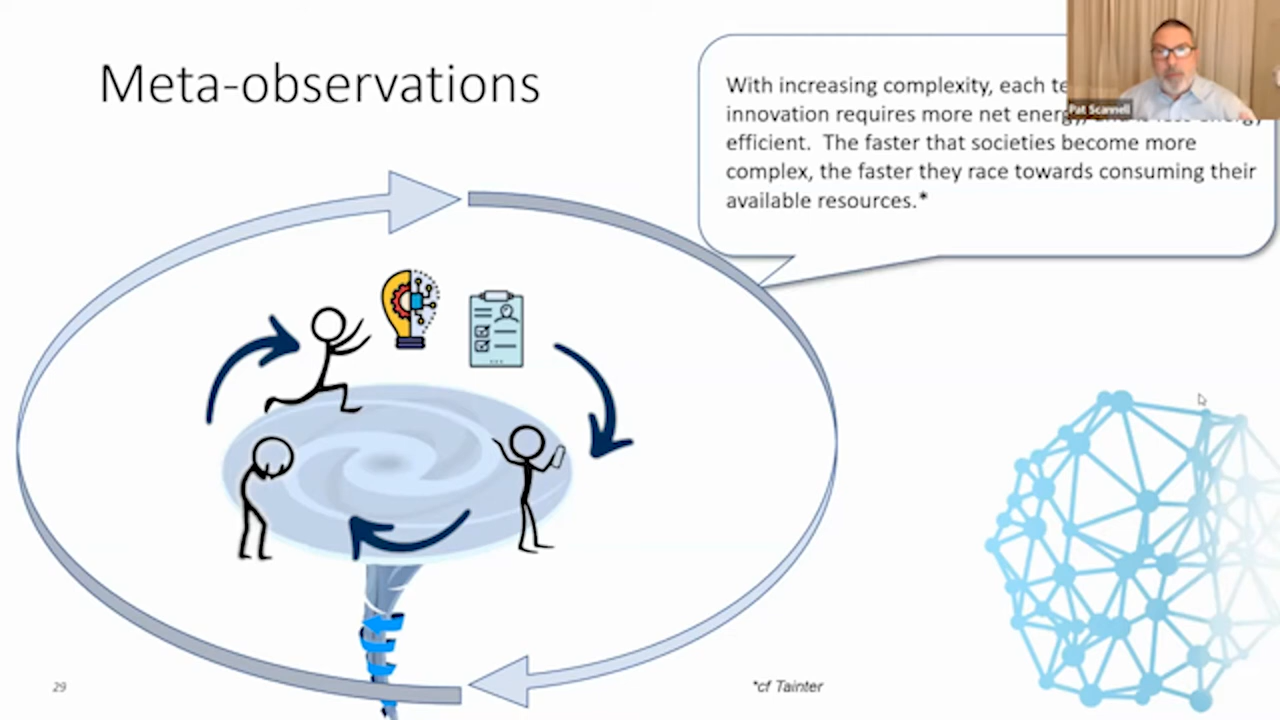 Meta-observations
With increasing complexity, each
innovation requires more net energy,
efficient. The faster that societies become more
complex, the faster they race towards consuming their
available resources.*
Pat Scannell
29
*cf Tainter